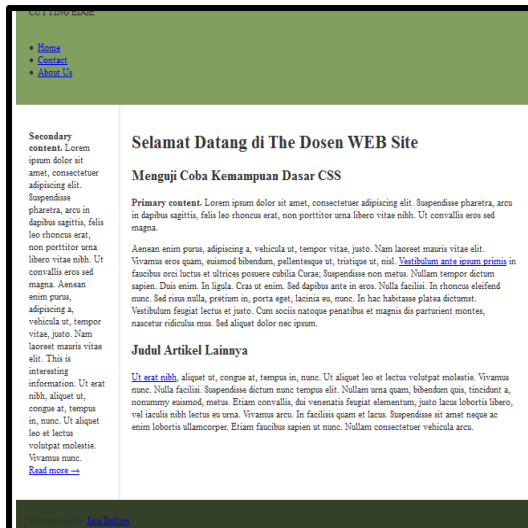 CUTTING EDGE
Home
Contact
About Us
Secondary
content. Lorem
ipsum dolor sit
amet, consectetuer
adipiscing elit.
Suspendisse
pharetra, arcu in
dapibus sagittis, felis
leo rhoncus erat,
non porttitor urna
libero vitae nibh. Ut
convallis eros sed
magna. Aenean
enim purus,
adipiscing a,
vehicula ut, tempor
vitae, justo. Nam
laoreet mauris vitae
elit. This is
interesting
information. Ut erat
nibh, aliquet ut,
congue at, tempus
in, nunc. Ut aliquet
leo et lectus
volutpat molestie.
Vivamus nunc.
Read more →
Selamat Datang di The Dosen WEB Site
Menguji Coba Kemampuan Dasar CSS
Primary content. Lorem ipsum dolor sit amet, consectetuer adipiscing elit. Suspendisse pharetra, arcu
in dapibus sagittis, felis leo rhoncus erat, non porttitor urna libero vitae nibh. Ut convallis eros sed
magna.
Aenean enim purus, adipiscing a, vehicula ut, tempor vitae, justo. Nam laoreet mauris vitae elit.
Vivamus eros quam, euismod bibendum, pellentesque ut, tristique ut, nisl. Vestibulum ante ipsum primis in
faucibus orci luctus et ultrices posuere cubilia Curae; Suspendisse non metus. Nullam tempor dictum
sapien. Duis enim. In ligula. Cras ut enim. Sed dapibus ante in eros. Nulla facilisi. In rhoncus eleifend
nunc. Sed risus nulla, pretium in, porta eget, lacinia eu, nunc. In hac habitasse platea dictumst.
Vestibulum feugiat lectus et justo. Cum sociis natoque penatibus et magnis dis parturient montes,
nascetur ridiculus mus. Sed aliquet dolor nec ipsum.
Judul Artikel Lainnya
Ut erat nibh, aliquet ut, congue at, tempus in, nunc. Ut aliquet leo et lectus volutpat molestie. Vivamus
nunc. Nulla facilisi. Suspendisse dictum nunc tempus elit. Nullam urna quam, bibendum quis, tincidunt a,
nonummy euismod, metus. Etiam convallis, dui venenatis feugiat elementum, justo lacus lobortis libero,
vel iaculis nibh lectus eu urna. Vivamus arcu. In facilisis quam et lacus. Suspendisse sit amet neque ac
enim lobortis ullamcorper. Etiam faucibus sapien ut nunc. Nullam consectetuer vehicula arcu.
Jina Bolton